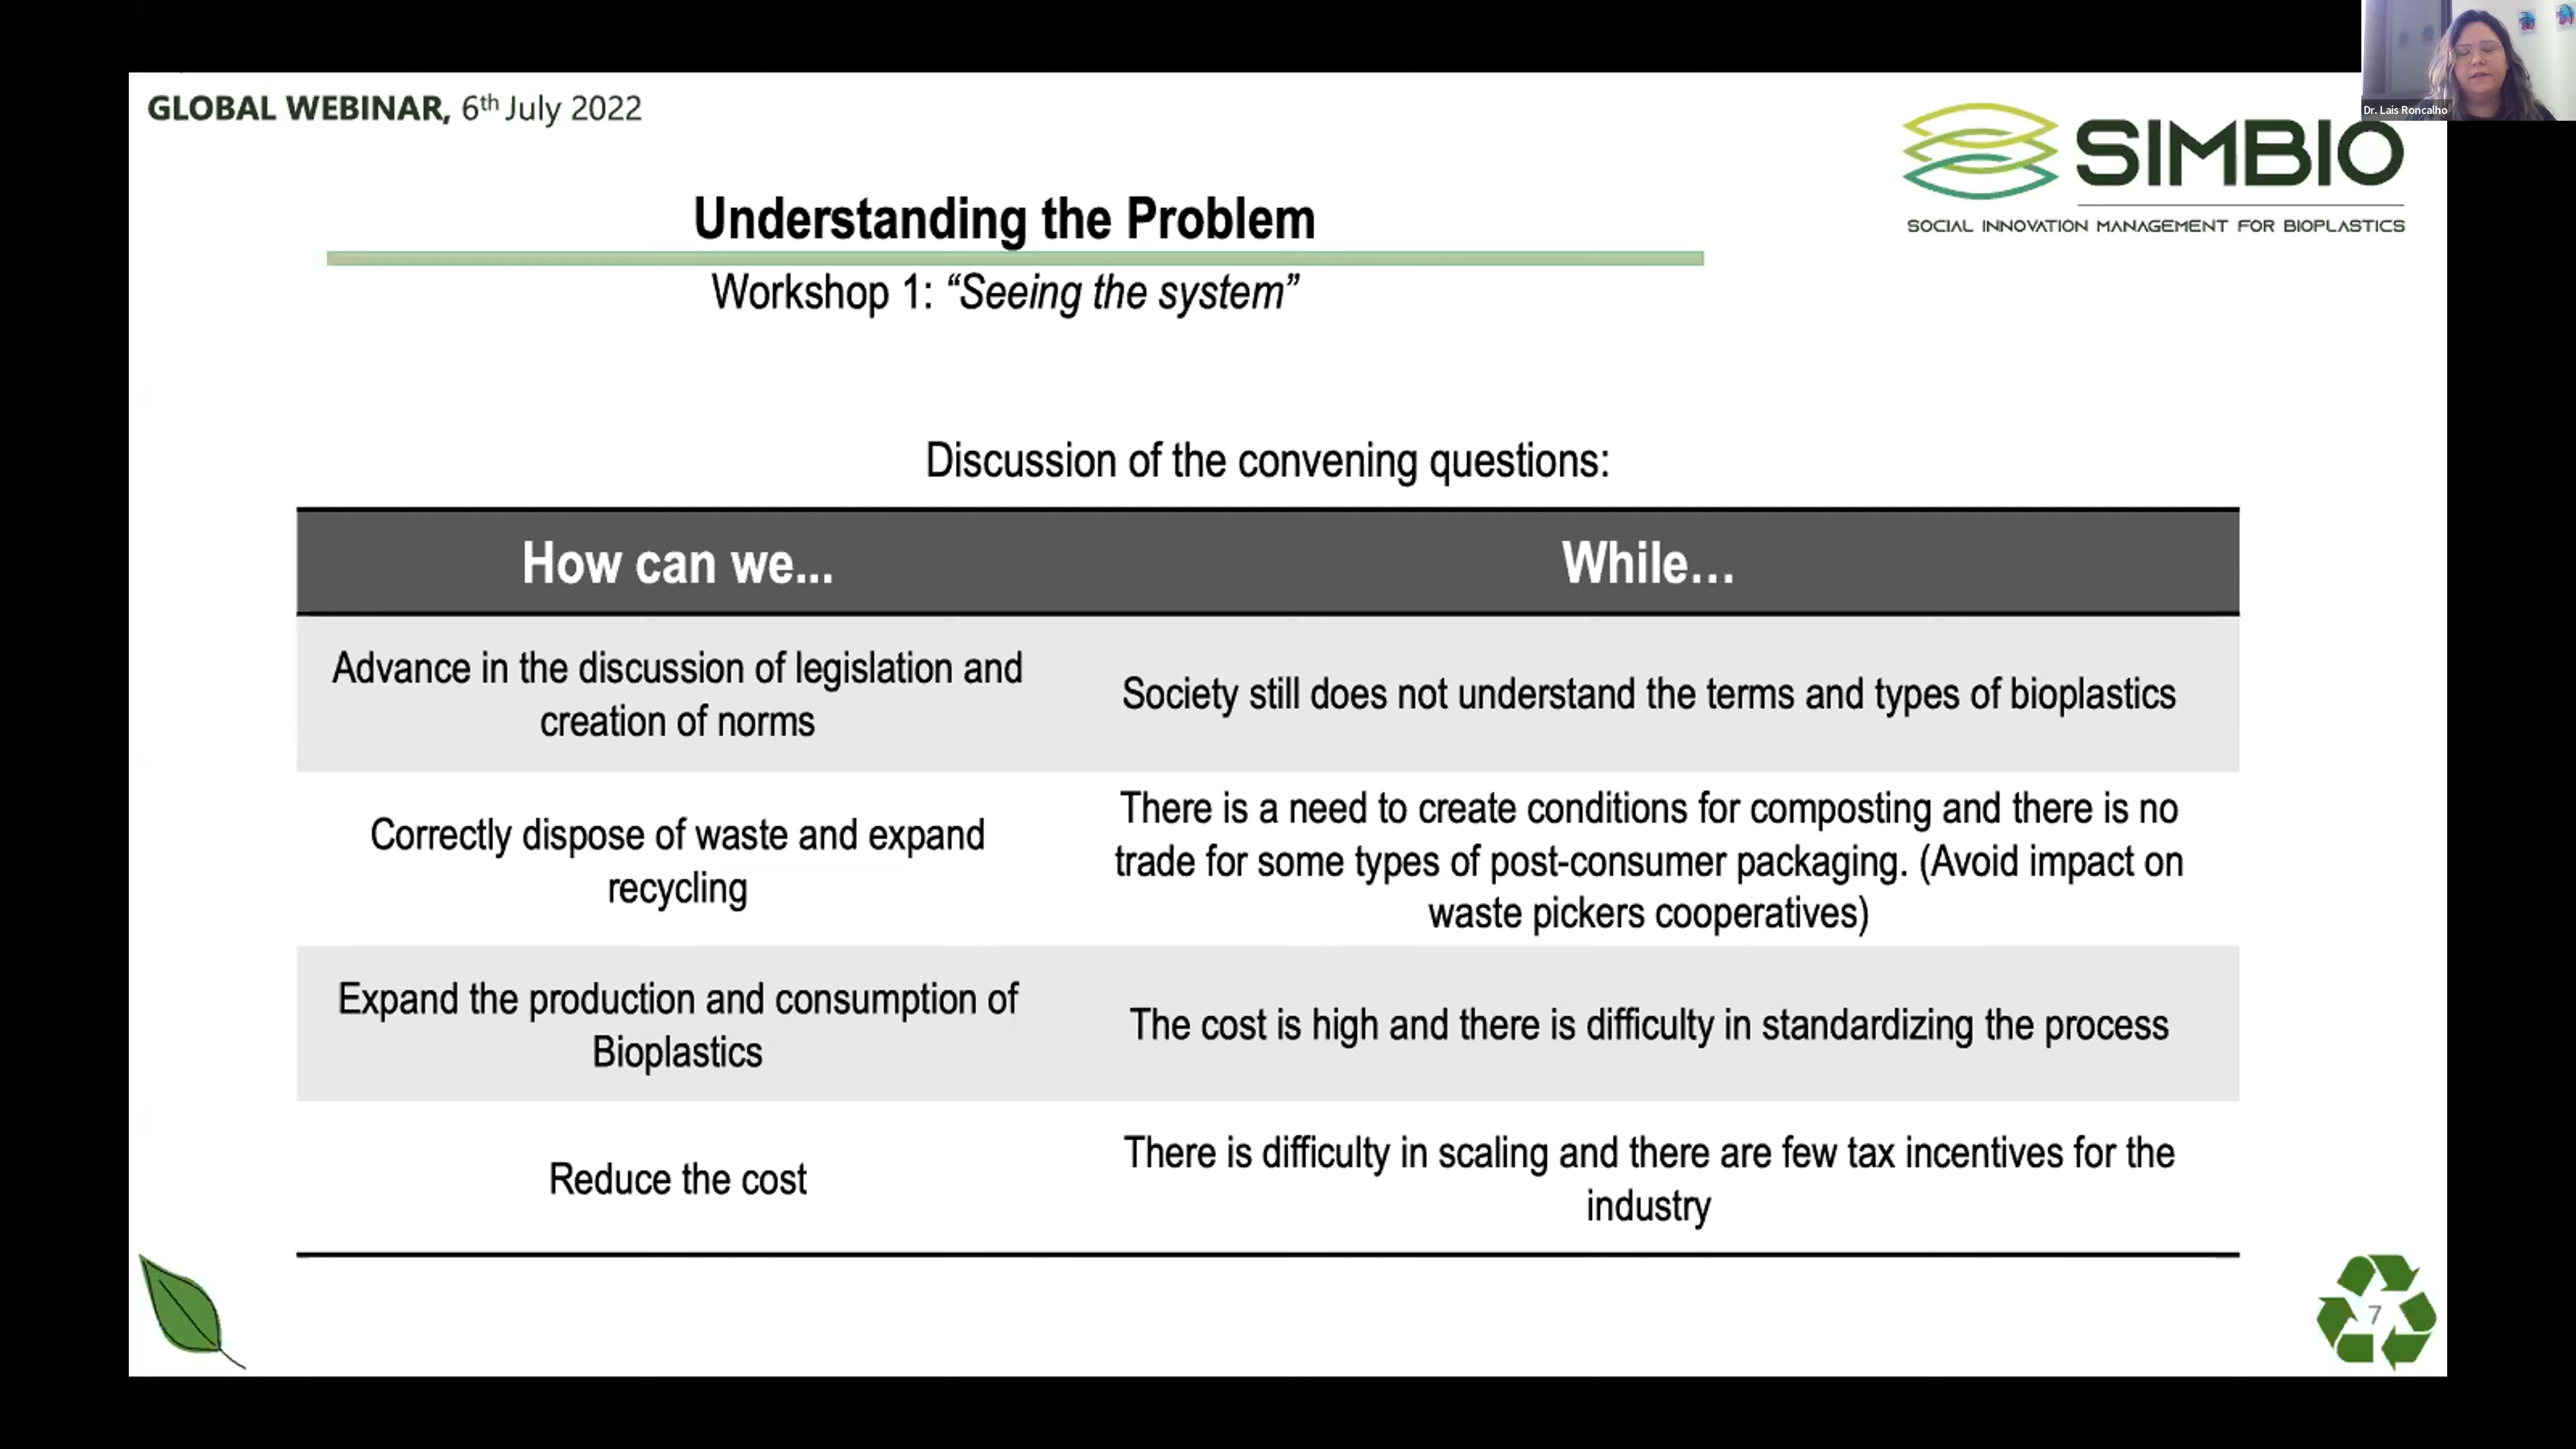 GLOBAL WEBINAR, 6th July 2022
Dr. Lais Roncalho
SIMBIO
SOCIAL INNOVATION MANAGEMENT FOR BIOPLASTICS
Understanding the Problem
Workshop 1: “Seeing the system”
Discussion of the convening questions:
How can we...
While…
Advance in the discussion of legislation and
creation of norms
Society still does not understand the terms and types of bioplastics
Correctly dispose of waste and expand
recycling
There is a need to create conditions for composting and there is no
trade for some types of post-consumer packaging. (Avoid impact on
waste pickers cooperatives)
Expand the production and consumption of
Bioplastics
The cost is high and there is difficulty in standardizing the process
Reduce the cost
There is difficulty in scaling and there are few tax incentives for the
industry
7